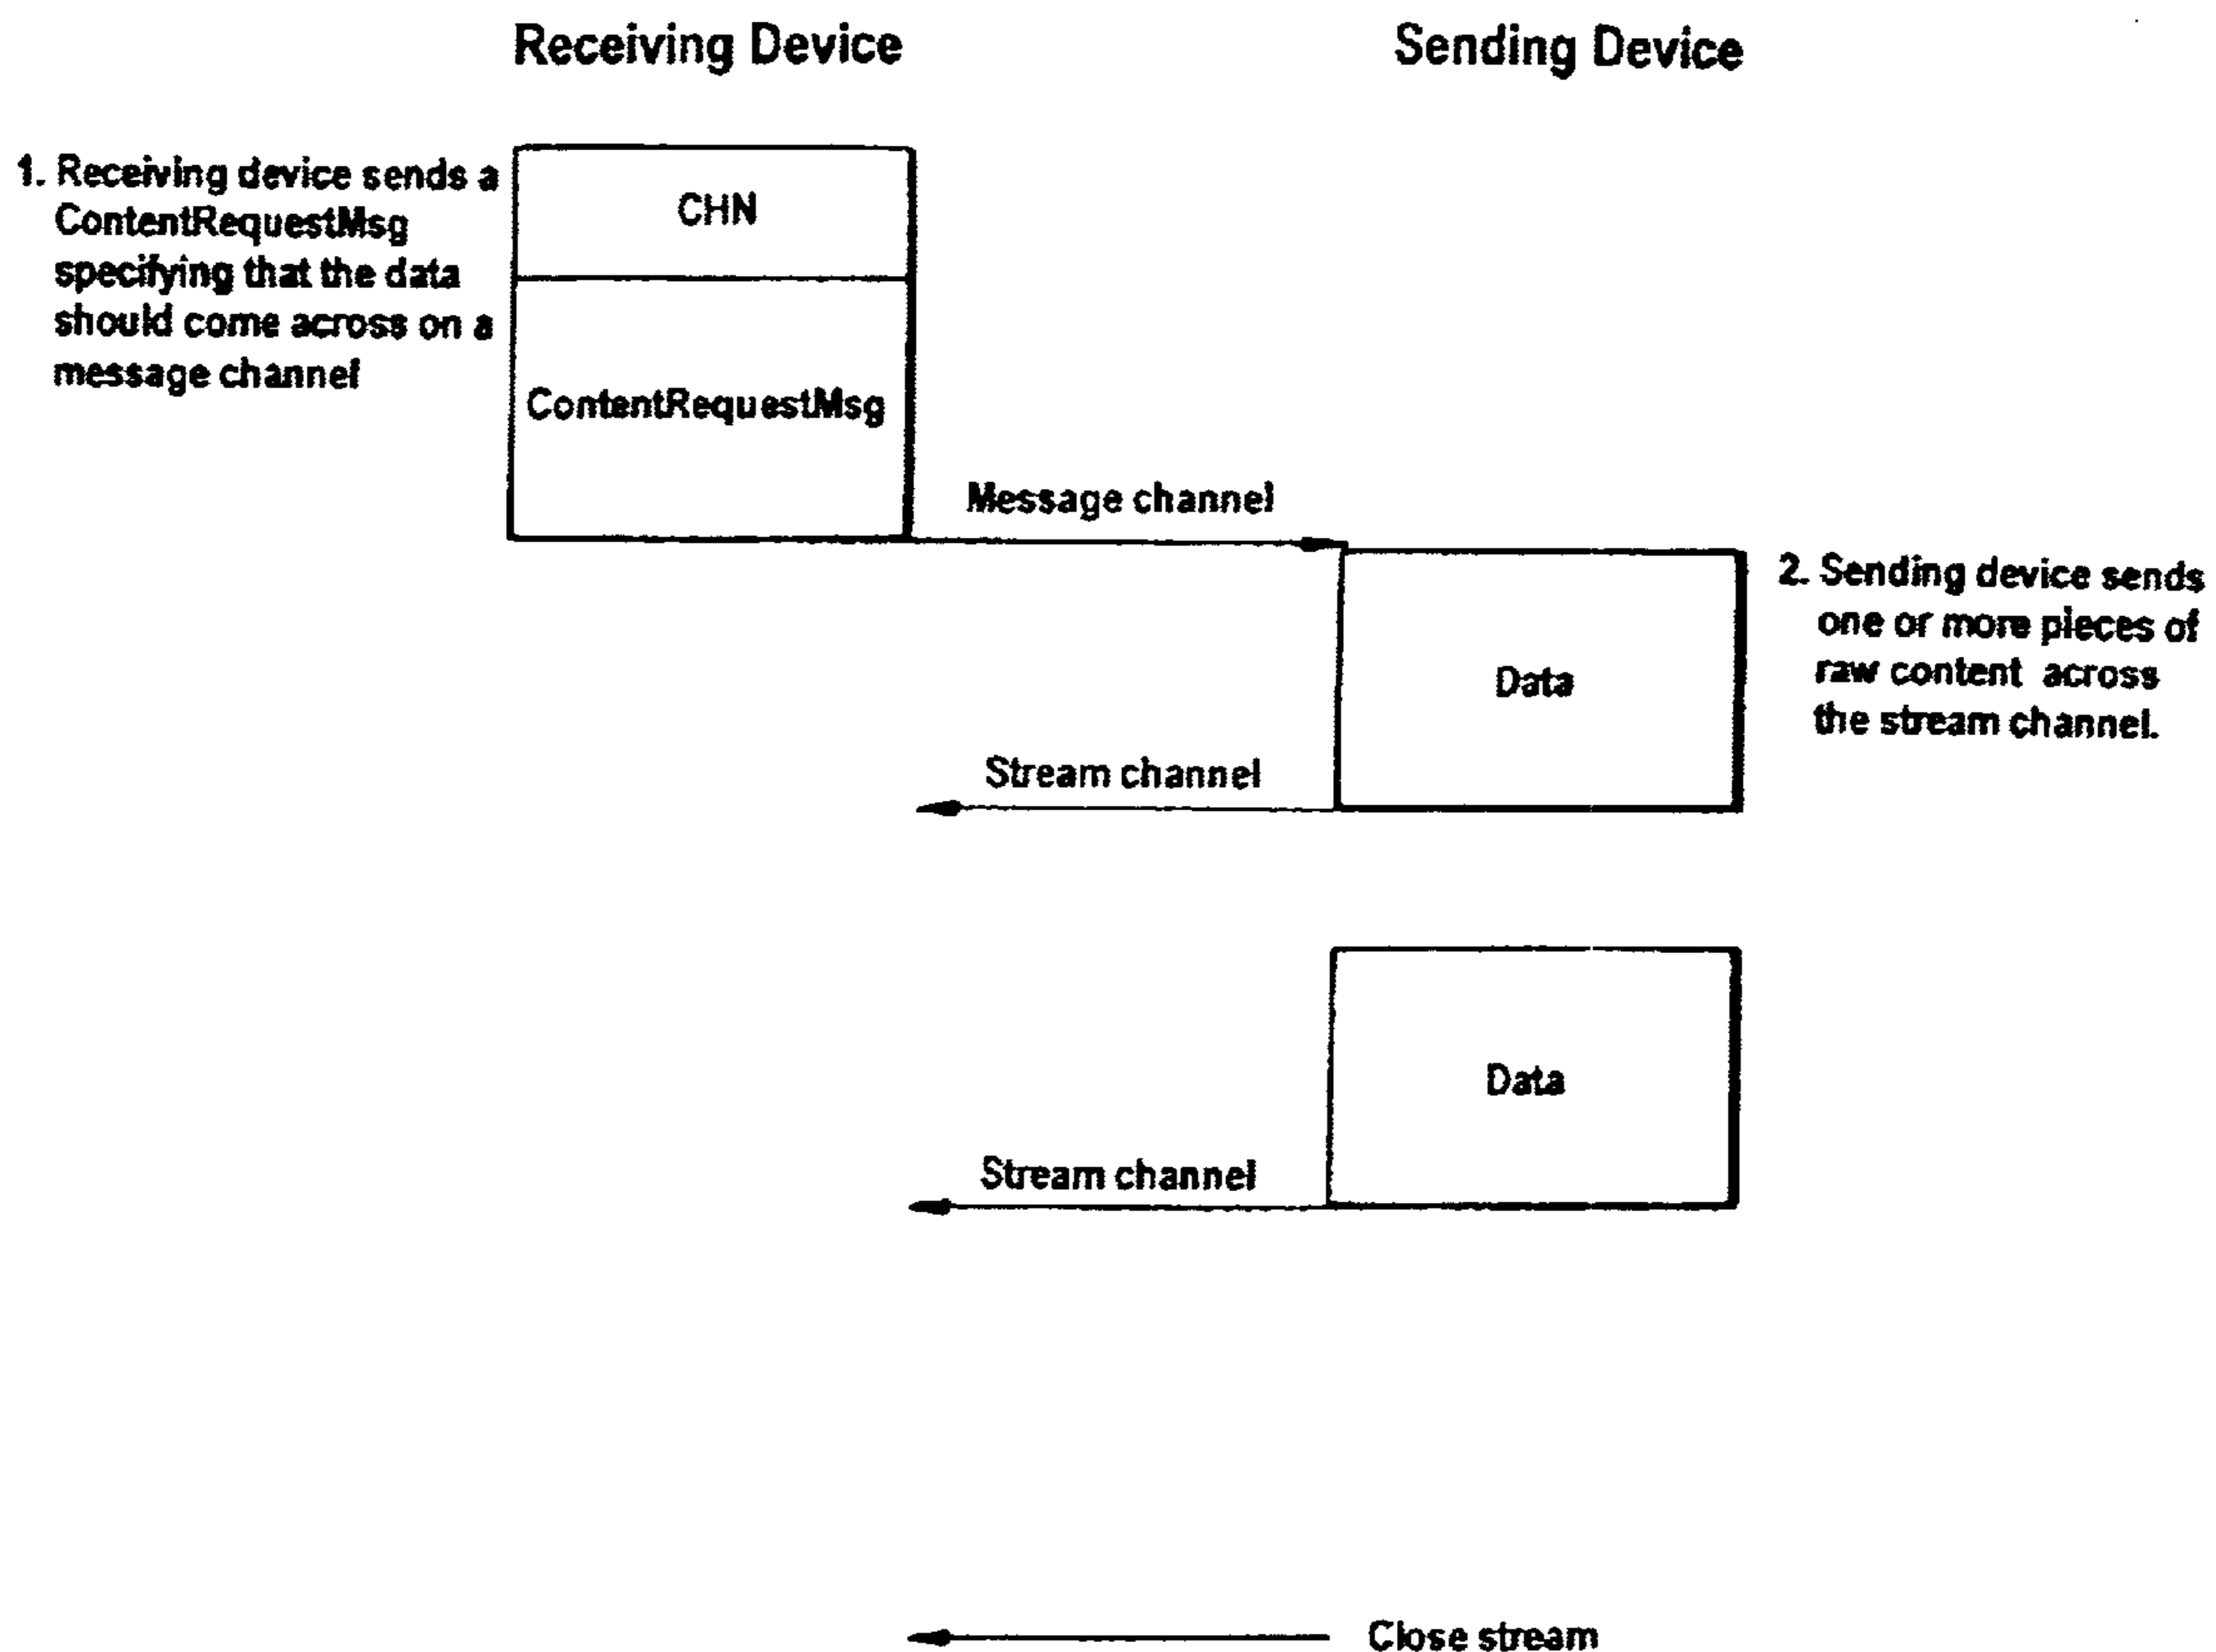 Receiving Device
Sending Device
1. Receiving device sends a
ContentRequestMsg
specifying that the data
should come across on a
message channel
CHN
ContentRequestMsg
Message channel
2. Sending device sends
one or more pieces of
raw content across
the stream channel.
Data
Stream channel
Data
Stream channel
Close stream